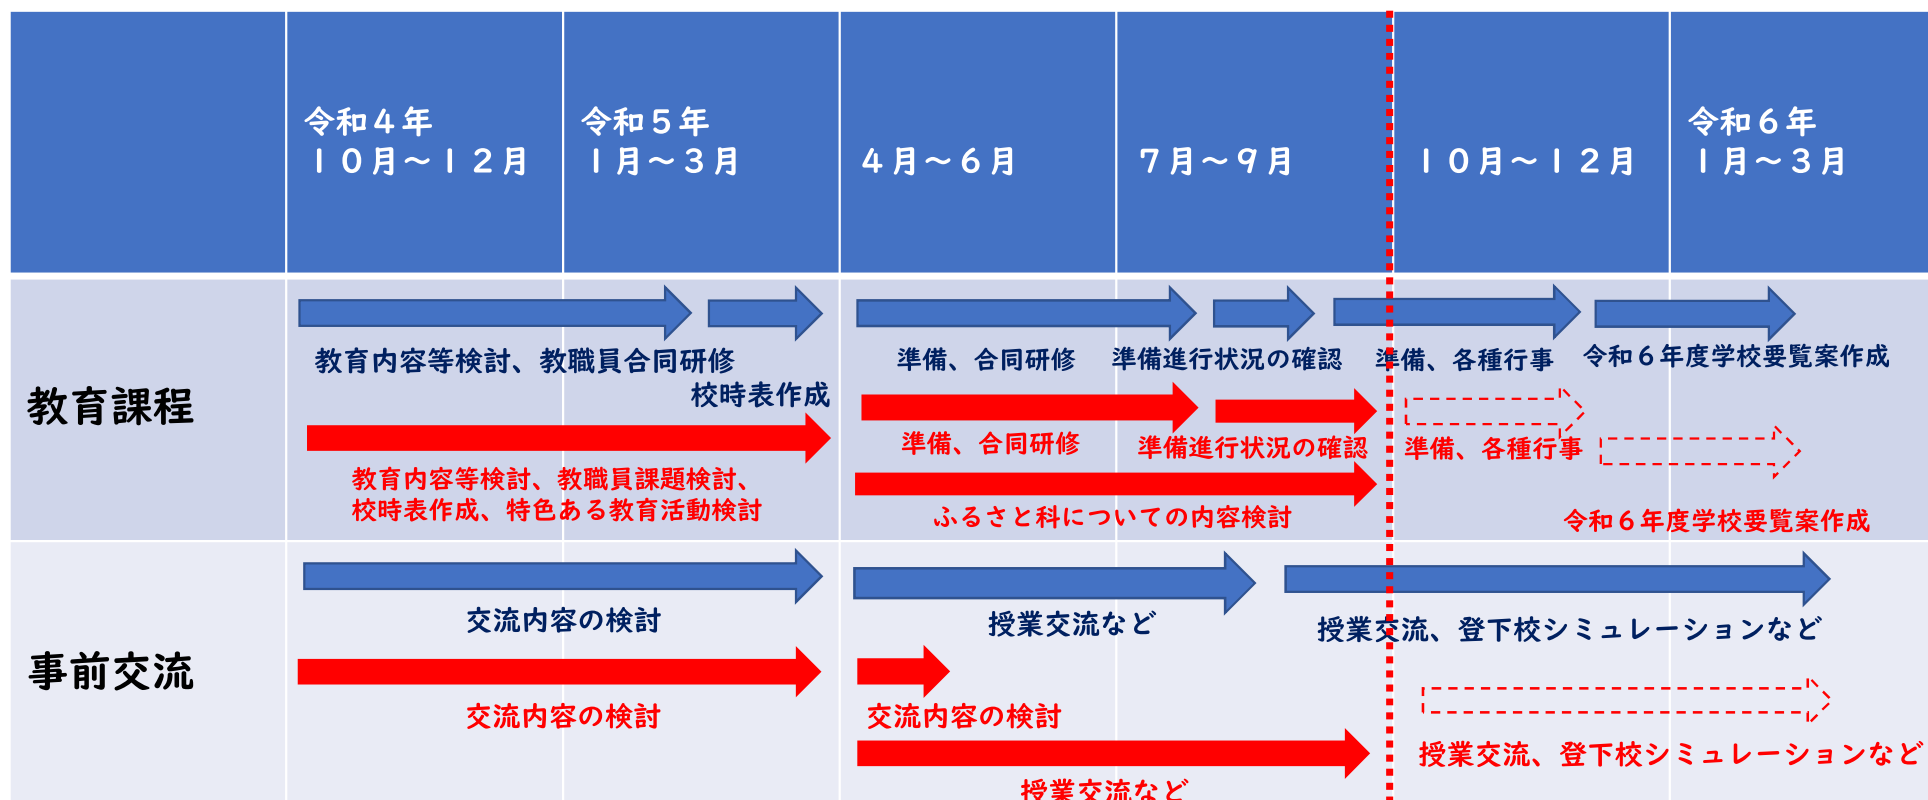 令和４年
１０月～１２月
令和５年
１月～３月
４月～６月
７月～９月
１０月～１２月
令和６年
１月～３月
教育課程
教育内容等検討、教職員合同研修
校時表作成
準備、合同研修
準備進行状況の確認
準備、各種行事
令和６年度学校要覧案作成
教育内容等検討、教職員課題検討、
校時表作成、特色ある教育活動検討
準備、合同研修
準備進行状況の確認
準備、各種行事
ふるさと科についての内容検討
令和６年度学校要覧案作成
事前交流
交流内容の検討
授業交流など
授業交流、登下校シミュレーションなど
交流内容の検討
交流内容の検討
授業交流など
授業交流、登下校シミュレーションなど